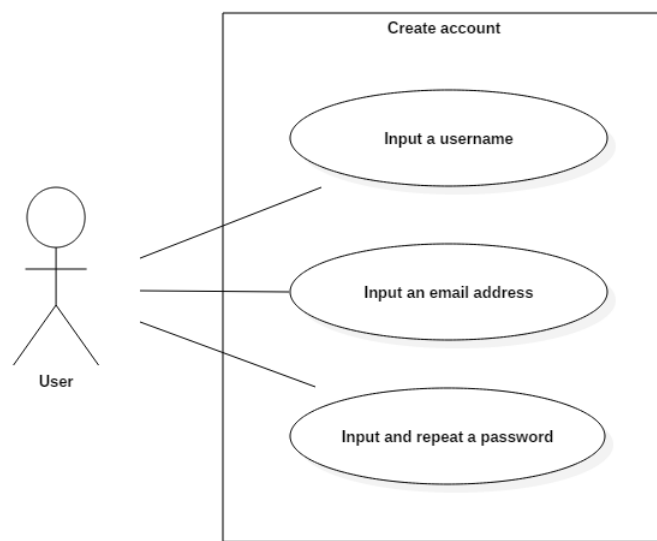 Create account
Input a username
Input an email address
Input and repeat a password
User